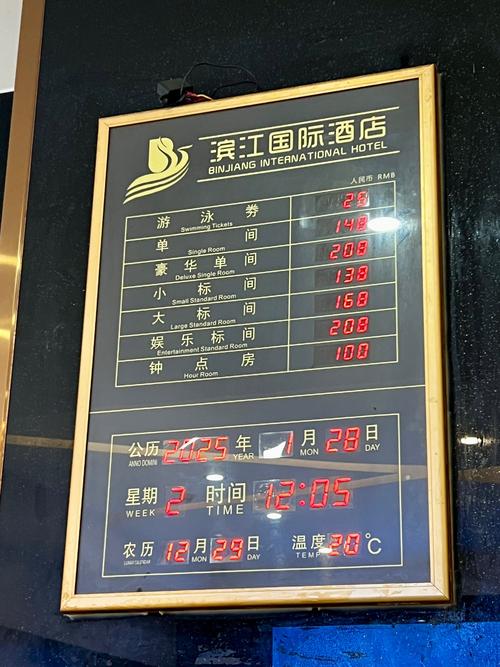 滨江国际酒店
BINJIANG INTERNATIONAL HOTEL
人民币 RMB
游泳券 28
Swimming Tickets
单间 148
Single Room
豪华单间 208
Deluxe Single Room
小标间 138
Small Standard Room
大标间 168
Large Standard Room
娱乐标间 208
Entertainment Standard Room
钟点房 100
Hour Room
公历 2025 年 1 月 28 日
ANNO DOMINI YEAR MON DAY
星期 2 时间 12:05
WEEK TIME
农历 12 月 29 日 温度 20 °C
LUNAR CALENDAR MON DAY TEMP